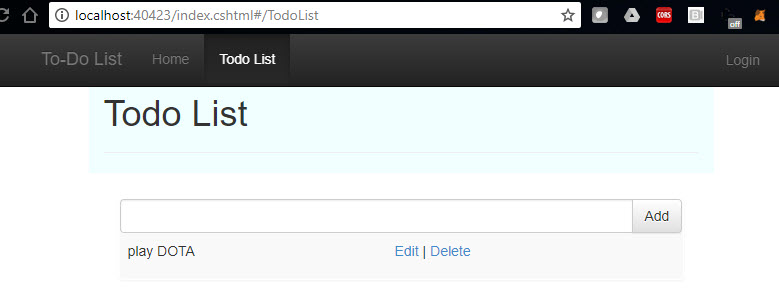 localhost:40423/index.cshtml#/TodoList
CORS
off
To-Do List Home Todo List Login
Todo List
Add
play DOTA Edit | Delete